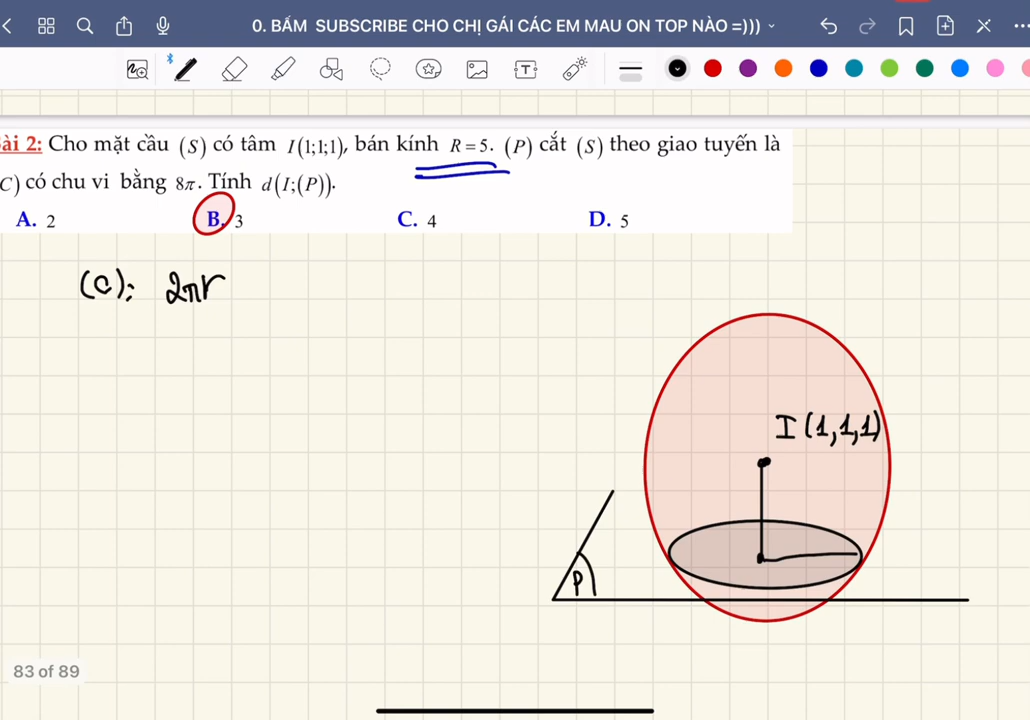 0. BẤM SUBSCRIBE CHO CHỊ GÁI CÁC EM MAU ON TOP NÀO =)))
ài 2: Cho mặt cầu (S) có tâm I(1;1;1), bán kính R = 5. (P) cắt (S) theo giao tuyến là
C) có chu vi bằng 8π. Tính d(I;(P)).
A. 2 B. 3 C. 4 D. 5
(C): 2πr
I (1,1,1)
P
83 of 89